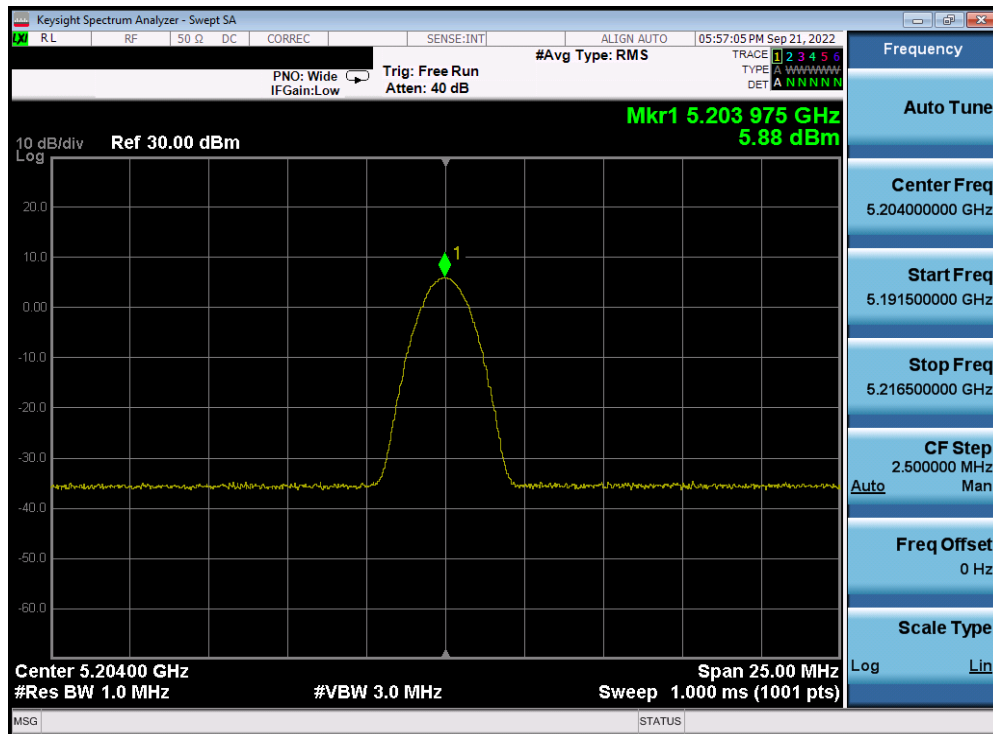 Keysight Spectrum Analyzer - Swept SA
LXI RL RF 50 Ω DC CORREC SENSE:INT ALIGN AUTO 05:57:05 PM Sep 21, 2022
#Avg Type: RMS
TRACE 1 2 3 4 5 6
PNO: Wide Trig: Free Run TYPE A WWWWW
IFGain:Low Atten: 40 dB DET A N N N N N
Mkr1 5.203 975 GHz
5.88 dBm
10 dB/div Ref 30.00 dBm
Log
20.0
10.0
1
0.00
-10.0
-20.0
-30.0
-40.0
-50.0
-60.0
Center 5.20400 GHz Span 25.00 MHz
#Res BW 1.0 MHz #VBW 3.0 MHz Sweep 1.000 ms (1001 pts)
MSG STATUS
Frequency
Auto Tune
Center Freq
5.204000000 GHz
Start Freq
5.191500000 GHz
Stop Freq
5.216500000 GHz
CF Step
2.500000 MHz
Auto Man
Freq Offset
0 Hz
Scale Type
Log Lin